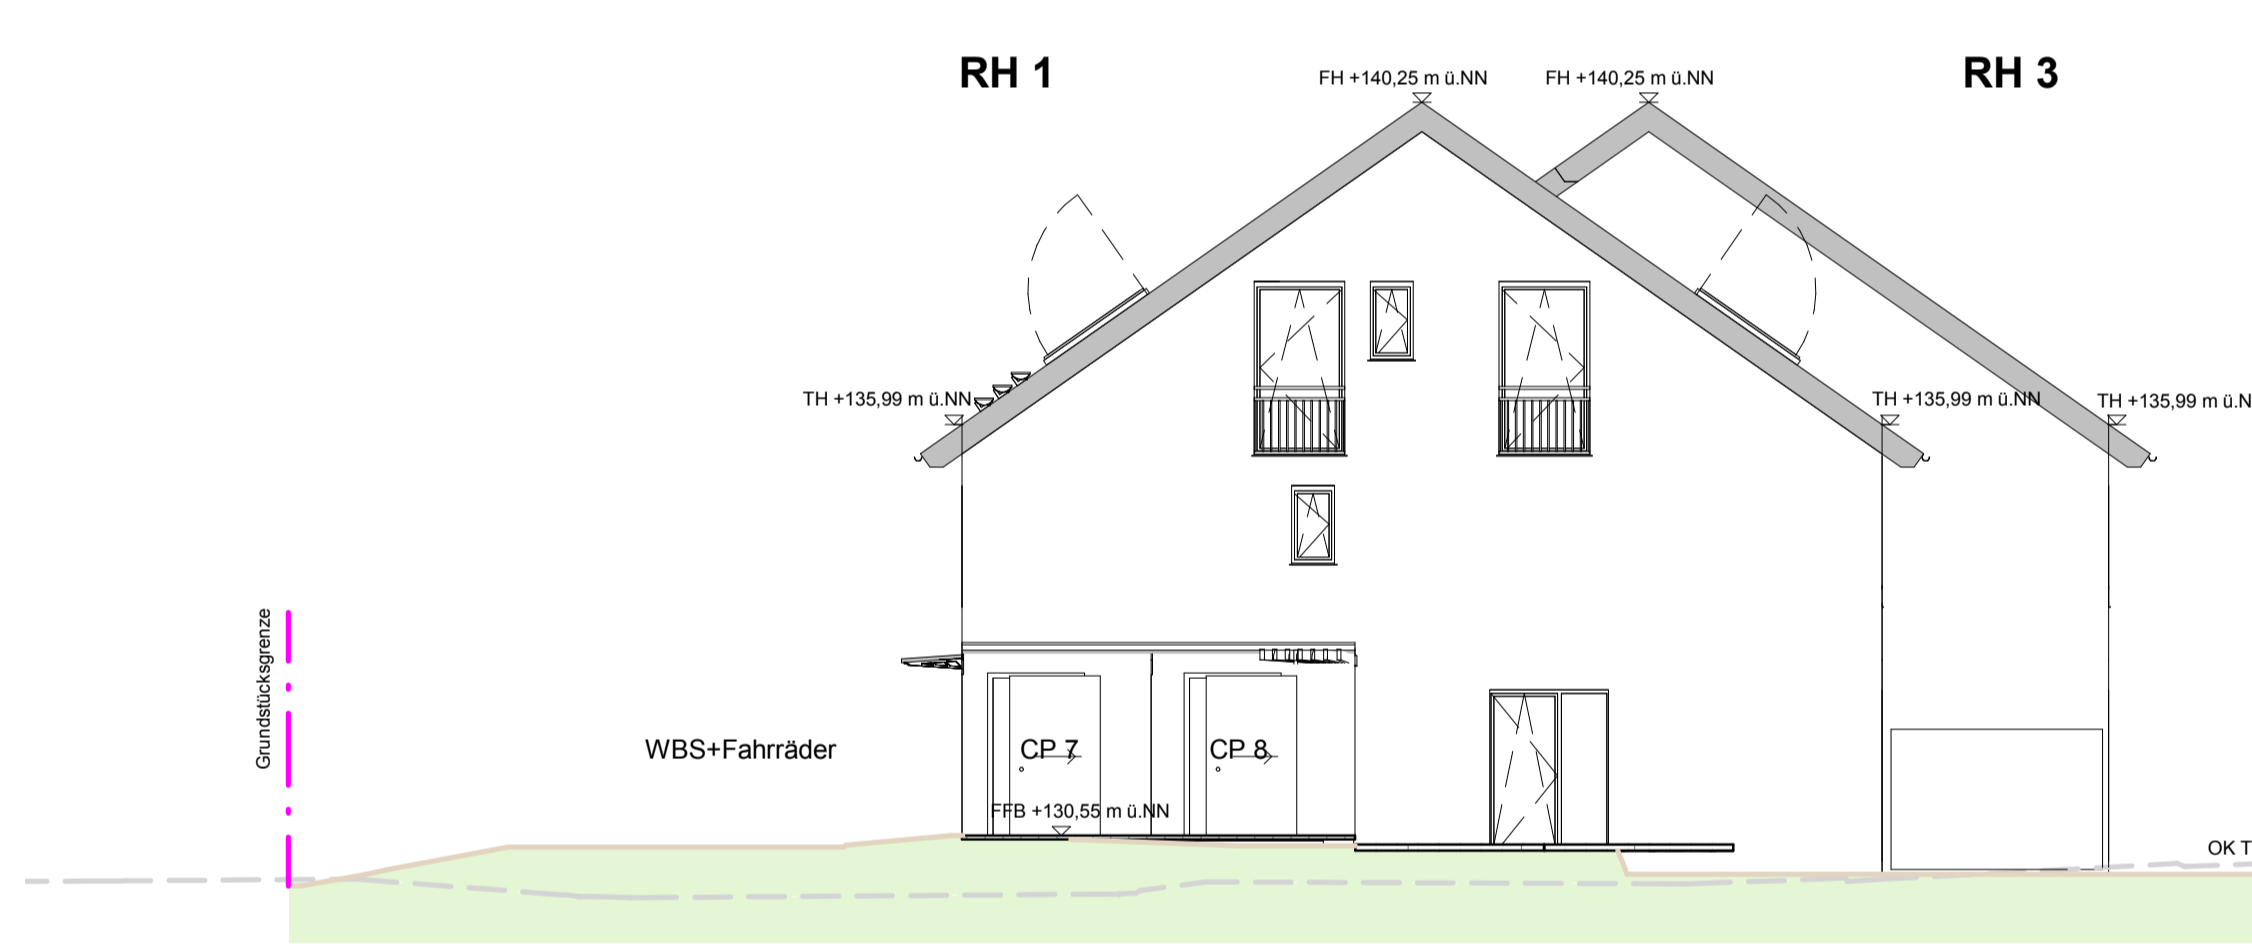 RH 1
RH 3
FH +140,25 m ü.NN
FH +140,25 m ü.NN
TH +135,99 m ü.NN
TH +135,99 m ü.NN
TH +135,99 m ü.N
Grundstücksgrenze
WBS+Fahrräder
CP 7
CP 8
FFB +130,55 m ü.NN
OK T